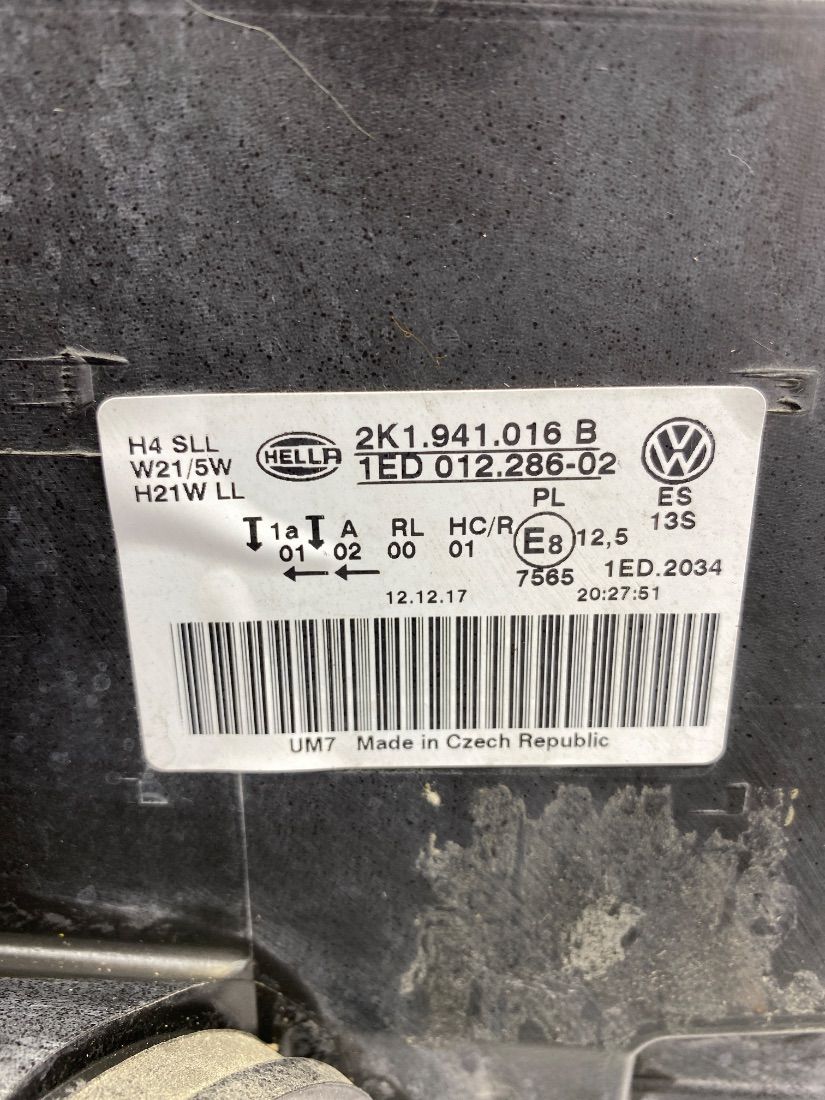 H4 SLL
W21/5W
H21W LL
HELLA
2K1.941.016 B
1ED 012.286-02
VW
PL
ES
13S
1a A RL HC/R E8 12,5
01 02 00 01
7565 1ED.2034
12.12.17 20:27:51
UM7 Made in Czech Republic